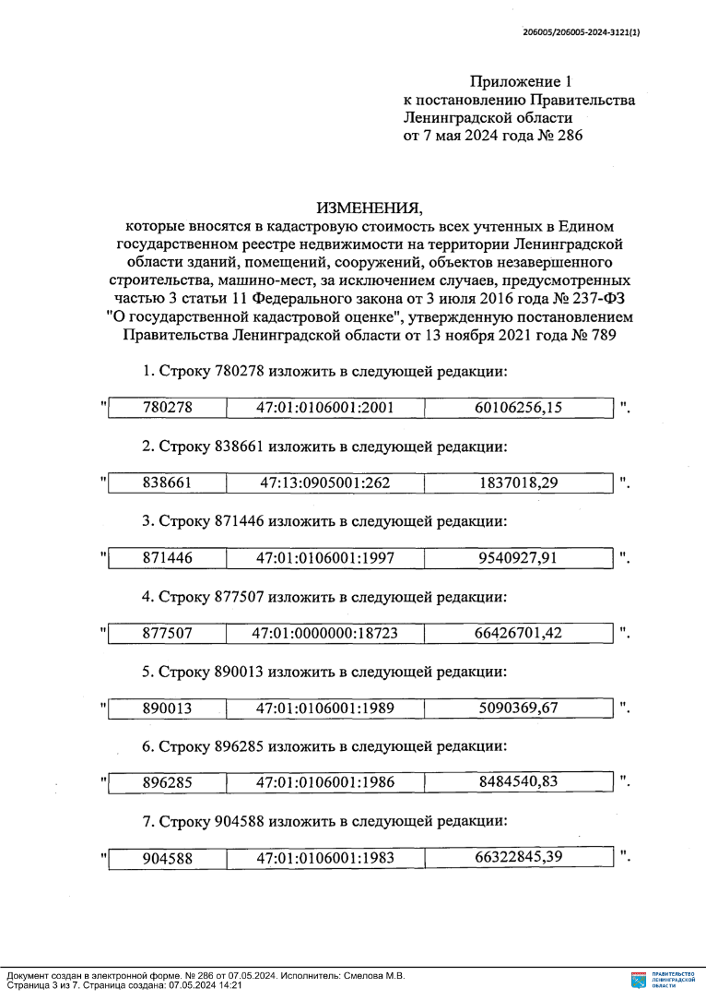 206005/206005-2024-3121(1)
Приложение 1
к постановлению Правительства
Ленинградской области
от 7 мая 2024 года № 286
ИЗМЕНЕНИЯ,
которые вносятся в кадастровую стоимость всех учтенных в Едином
государственном реестре недвижимости на территории Ленинградской
области зданий, помещений, сооружений, объектов незавершенного
строительства, машино-мест, за исключением случаев, предусмотренных
частью 3 статьи 11 Федерального закона от 3 июля 2016 года № 237-ФЗ
"О государственной кадастровой оценке", утвержденную постановлением
Правительства Ленинградской области от 13 ноября 2021 года № 789
1. Строку 780278 изложить в следующей редакции:
" 780278 47:01:0106001:2001 60106256,15 ".
2. Строку 838661 изложить в следующей редакции:
" 838661 47:13:0905001:262 1837018,29 ".
3. Строку 871446 изложить в следующей редакции:
" 871446 47:01:0106001:1997 9540927,91 ".
4. Строку 877507 изложить в следующей редакции:
" 877507 47:01:0000000:18723 66426701,42 ".
5. Строку 890013 изложить в следующей редакции:
" 890013 47:01:0106001:1989 5090369,67 ".
6. Строку 896285 изложить в следующей редакции:
" 896285 47:01:0106001:1986 8484540,83 ".
7. Строку 904588 изложить в следующей редакции:
" 904588 47:01:0106001:1983 66322845,39 ".
Документ создан в электронной форме. № 286 от 07.05.2024. Исполнитель: Смелова М.В.
Страница 3 из 7. Страница создана: 07.05.2024 14:21
ПРАВИТЕЛЬСТВО
ЛЕНИНГРАДСКОЙ
ОБЛАСТИ